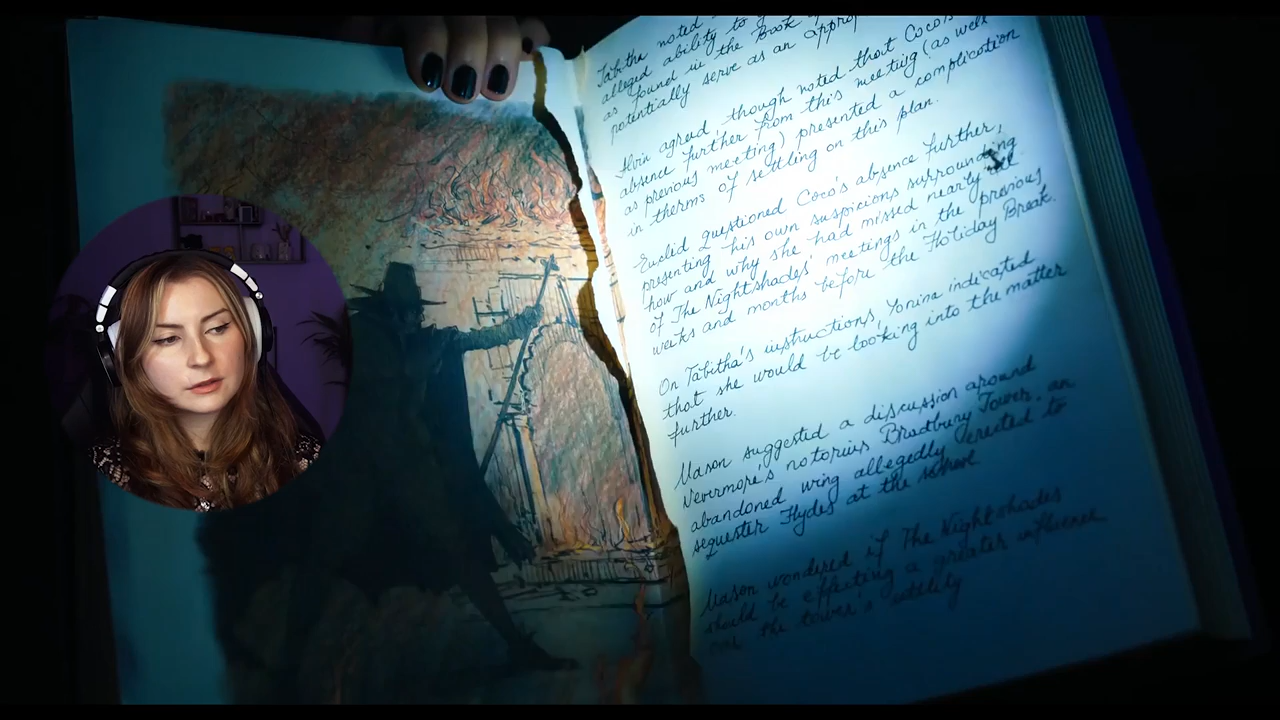 Tabitha noted
alleged ability to
as found in the Book
potentially serve as an
Alvin agreed, though noted that Coco's
absence further from this meeting (as well
as previous meeting) presented a complication
in therms of settling on this plan.
Euclid questioned Coco's absence further,
presenting his own suspicions surrounding
how and why she had missed nearly all
of The Nightshades' meetings in the previous
weeks and months before the Holiday Break.
On Tabitha's instructions, Yonina indicated
that she would be looking into the matter
further.
Mason suggested a discussion around
Nevermore's notorius Bradbury Tower, an
abandoned wing allegedly erected to
sequester Hydes at the school
Mason wondered if The Nightshades
should be effecting a greater influence
the tower's